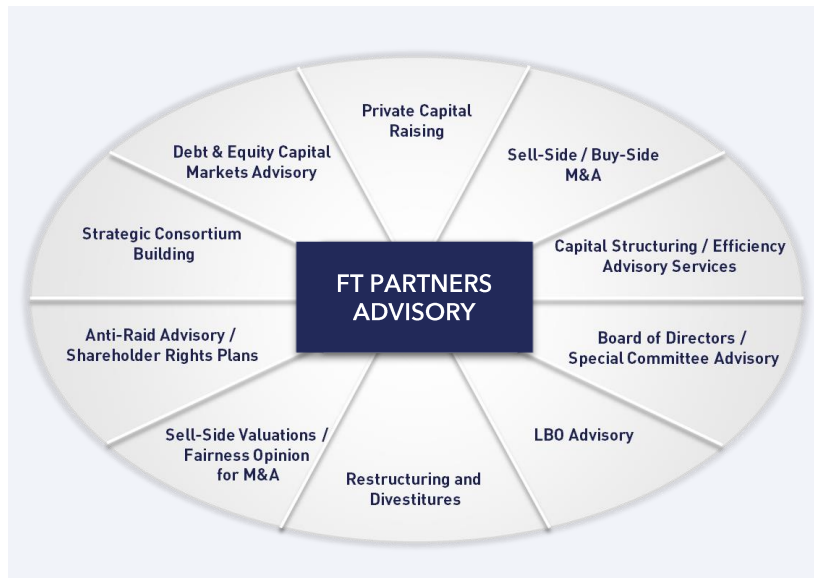 Private Capital
Raising
Sell-Side / Buy-Side
M&A
Capital Structuring / Efficiency
Advisory Services
Board of Directors /
Special Committee Advisory
LBO Advisory
Restructuring and
Divestitures
Sell-Side Valuations /
Fairness Opinion
for M&A
Anti-Raid Advisory /
Shareholder Rights Plans
Strategic Consortium
Building
Debt & Equity Capital
Markets Advisory
FT PARTNERS
ADVISORY